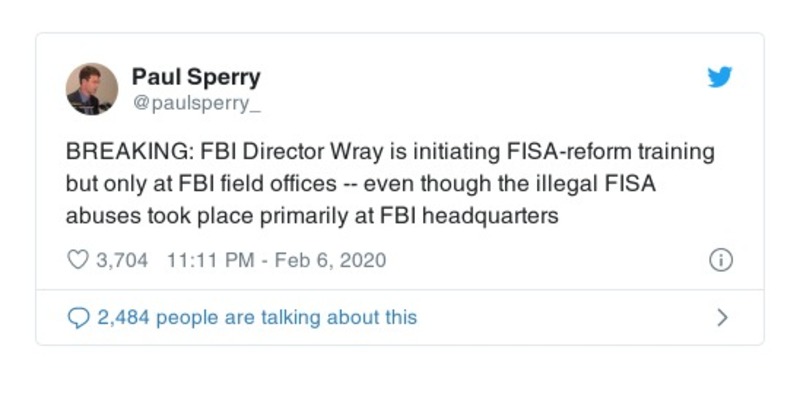 Paul Sperry
@paulsperry_
BREAKING: FBI Director Wray is initiating FISA-reform training
but only at FBI field offices -- even though the illegal FISA
abuses took place primarily at FBI headquarters
3,704 11:11 PM - Feb 6, 2020
2,484 people are talking about this